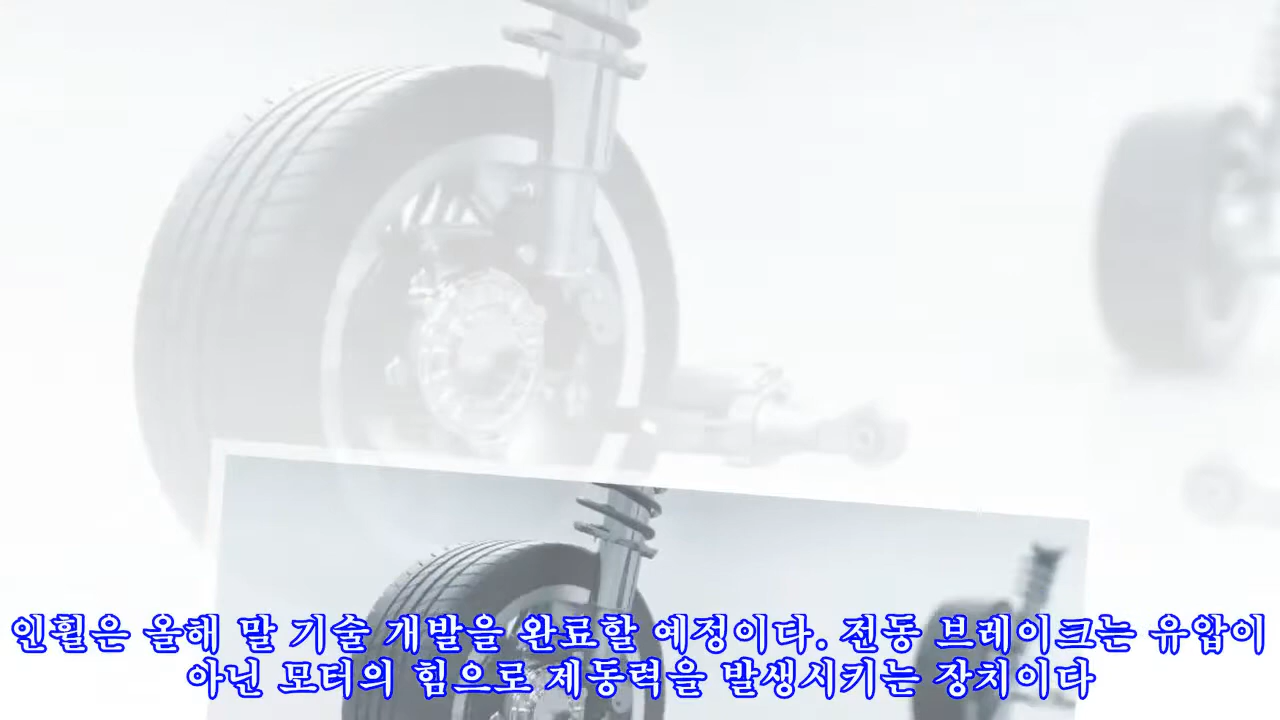 인휠은 올해 말 기술 개발을 완료할 예정이다. 전동 브레이크는 유압이
아닌 모터의 힘으로 제동력을 발생시키는 장치이다